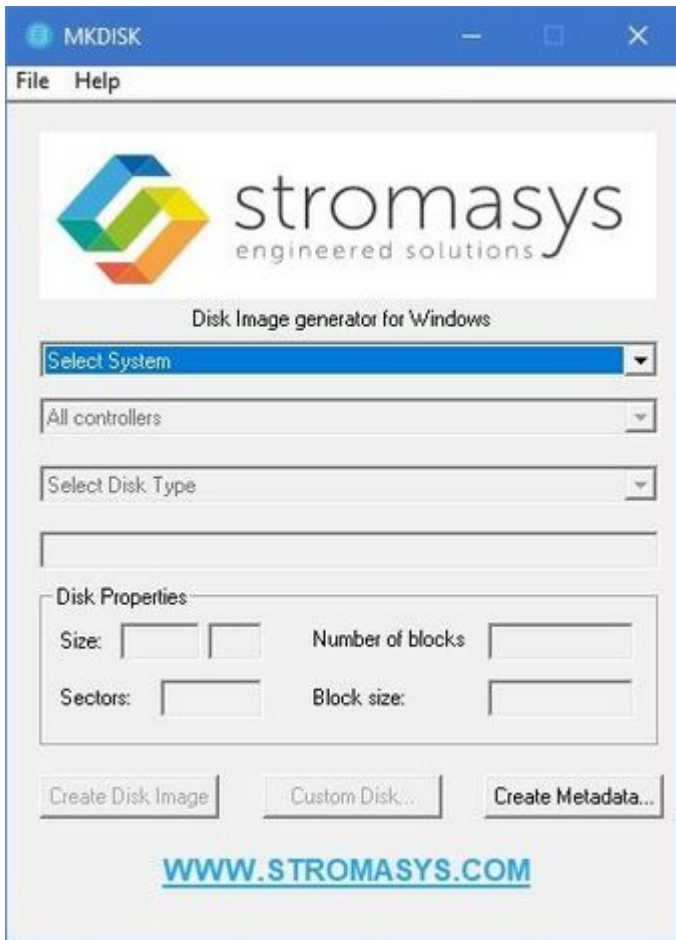 MKDISK
File Help
stromasys
engineered solutions
Disk Image generator for Windows
Select System
All controllers
Select Disk Type
Disk Properties
Size: Number of blocks
Sectors: Block size:
Create Disk Image Custom Disk... Create Metadata...
WWW.STROMASYS.COM